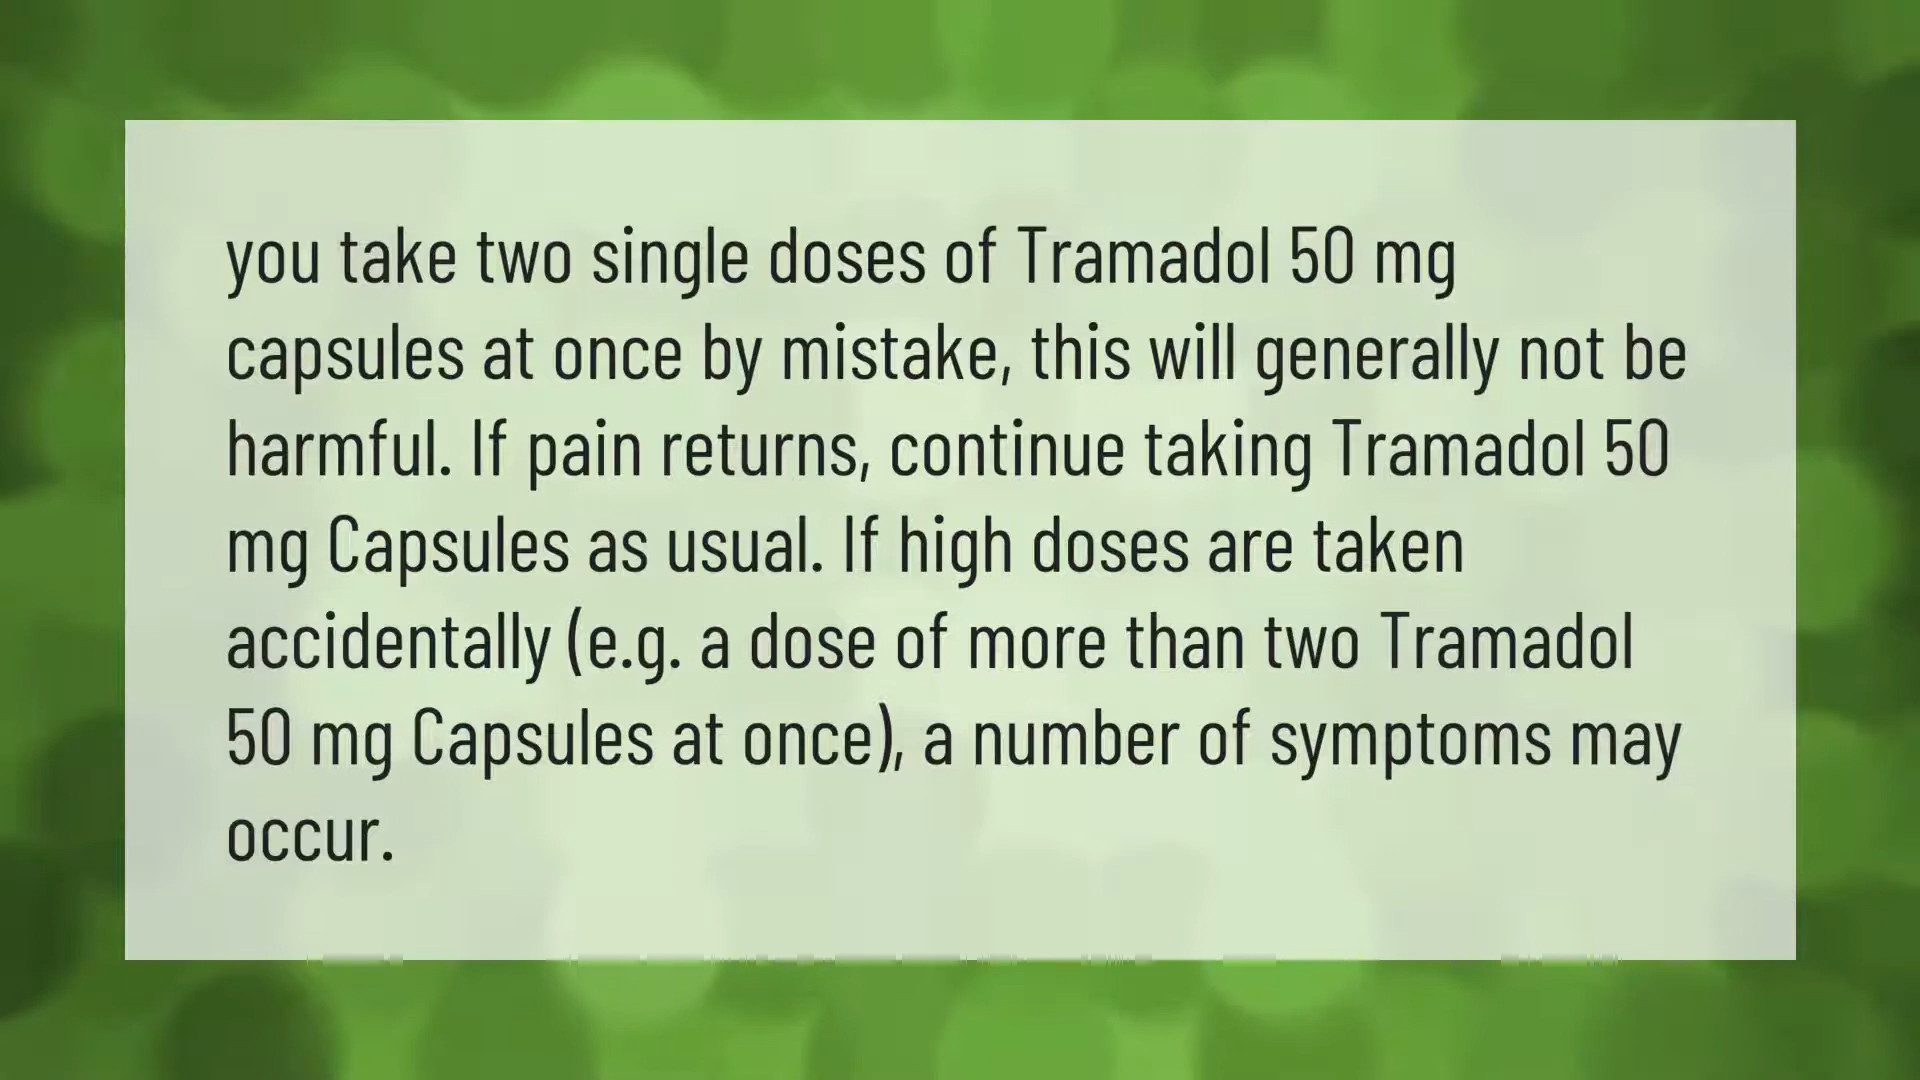 you take two single doses of Tramadol 50 mg
capsules at once by mistake, this will generally not be
harmful. If pain returns, continue taking Tramadol 50
mg Capsules as usual. If high doses are taken
accidentally (e.g. a dose of more than two Tramadol
50 mg Capsules at once), a number of symptoms may
occur.